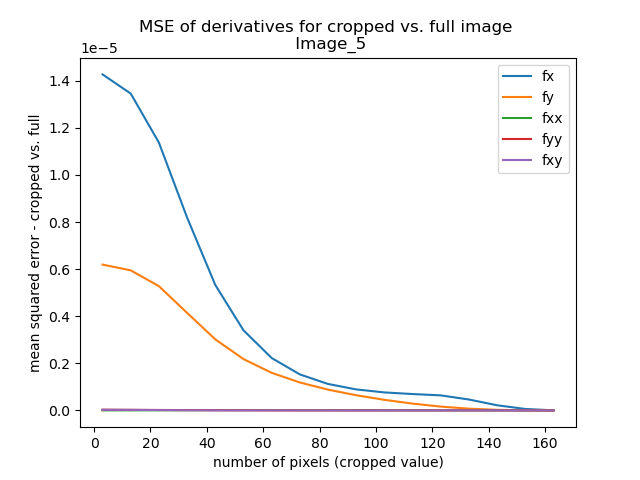 MSE of derivatives for cropped vs. full image
Image_5
1e−5
1.4
1.2
1.0
0.8
0.6
0.4
0.2
0.0
mean squared error - cropped vs. full
fx
fy
fxx
fyy
fxy
0 20 40 60 80 100 120 140 160
number of pixels (cropped value)